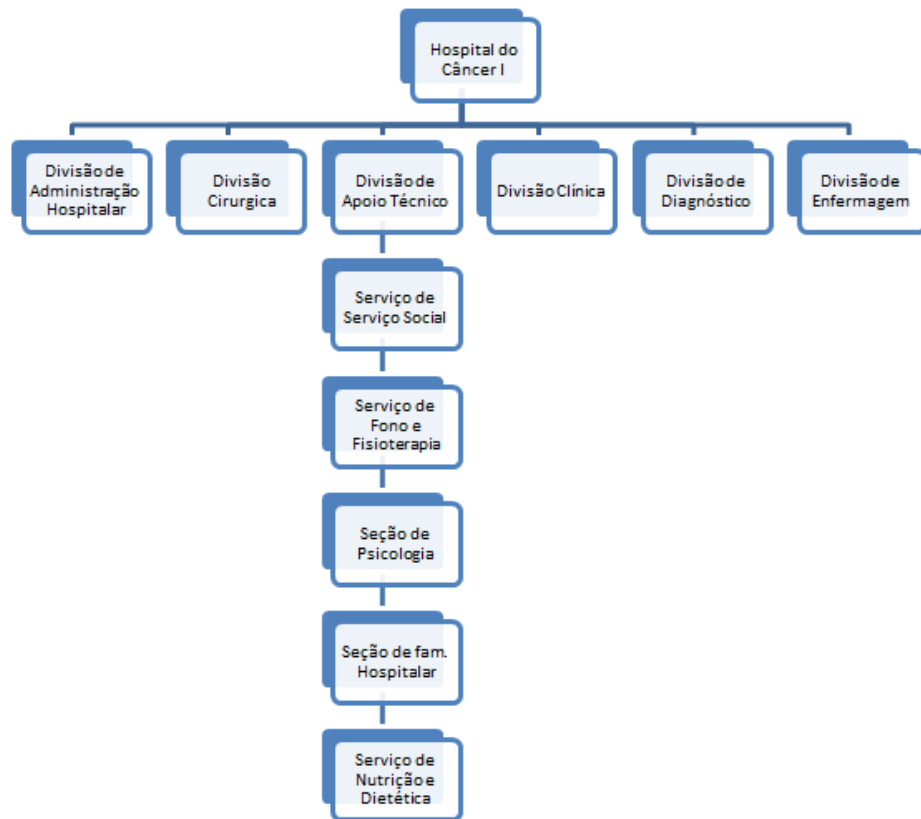 Hospital do
Câncer I
Divisão de
Administração
Hospitalar
Divisão
Cirurgica
Divisão de
Apoio Técnico
Divisão Clínica
Divisão de
Diagnóstico
Divisão de
Enfermagem
Serviço de
Serviço Social
Serviço de
Fono e
Fisioterapia
Seção de
Psicologia
Seção de fam.
Hospitalar
Serviço de
Nutrição e
Dietética